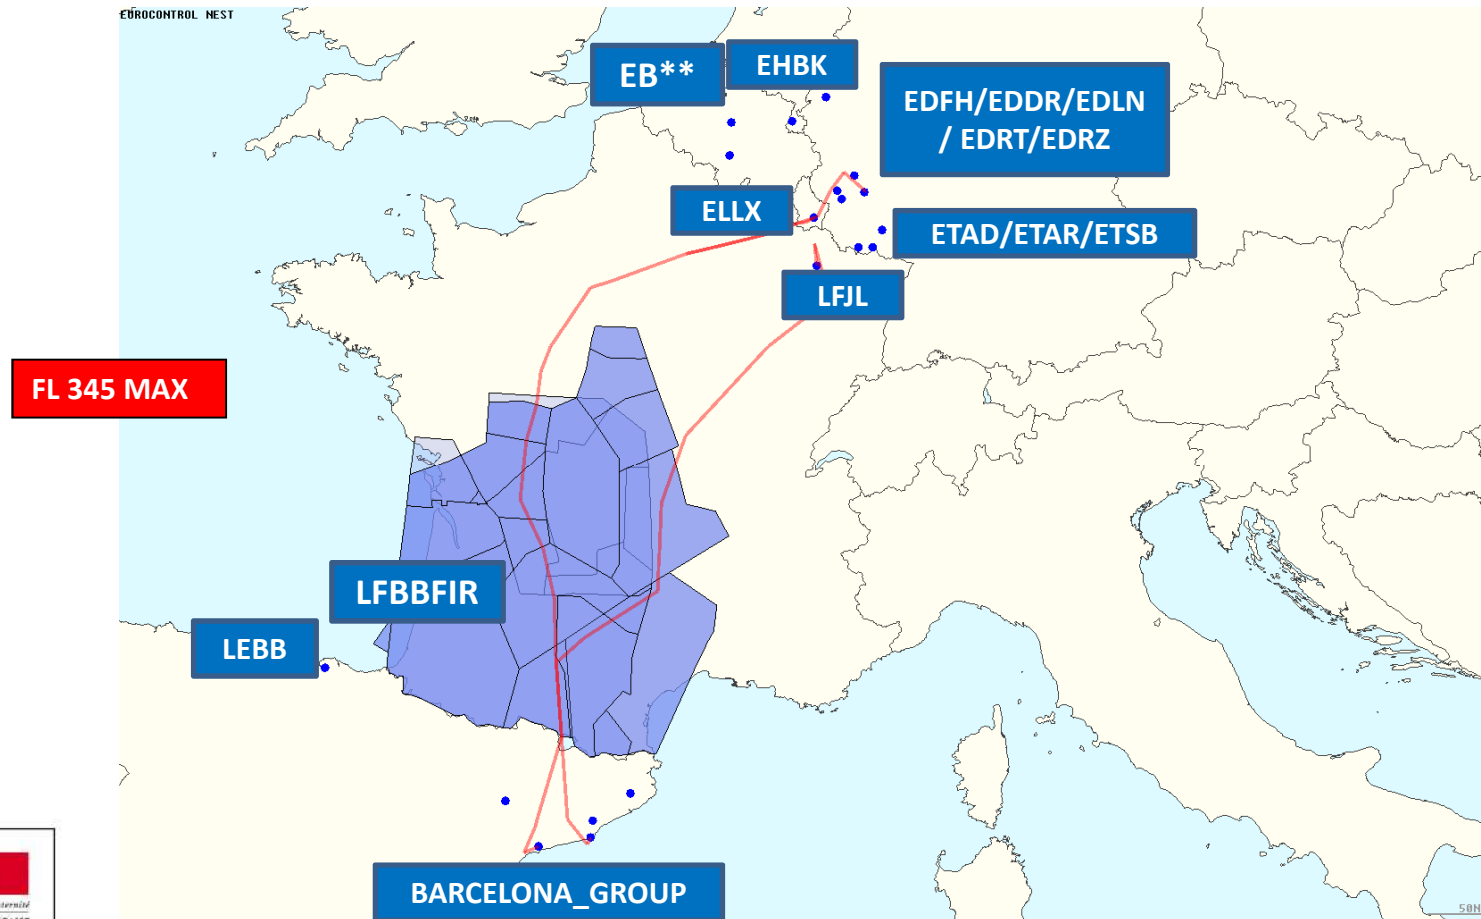 EUROCONTROL NEST
EB**
EHBK
EDFH/EDDR/EDLN
/ EDRT/EDRZ
ELLX
ETAD/ETAR/ETSB
LFJL
FL 345 MAX
LFBBFIR
LEBB
BARCELONA_GROUP
50N